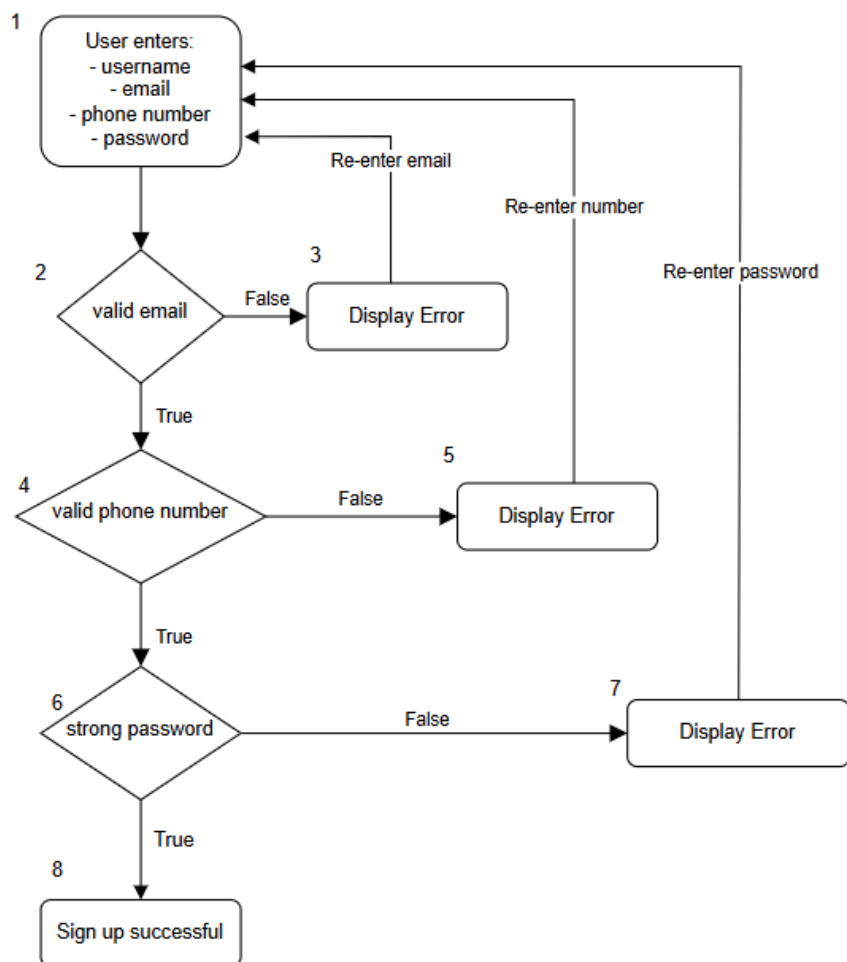 1
User enters:
- username
- email
- phone number
- password
Re-enter email
Re-enter number
Re-enter password
2
valid email
False
3
Display Error
True
4
valid phone number
False
5
Display Error
True
6
strong password
False
7
Display Error
True
8
Sign up successful